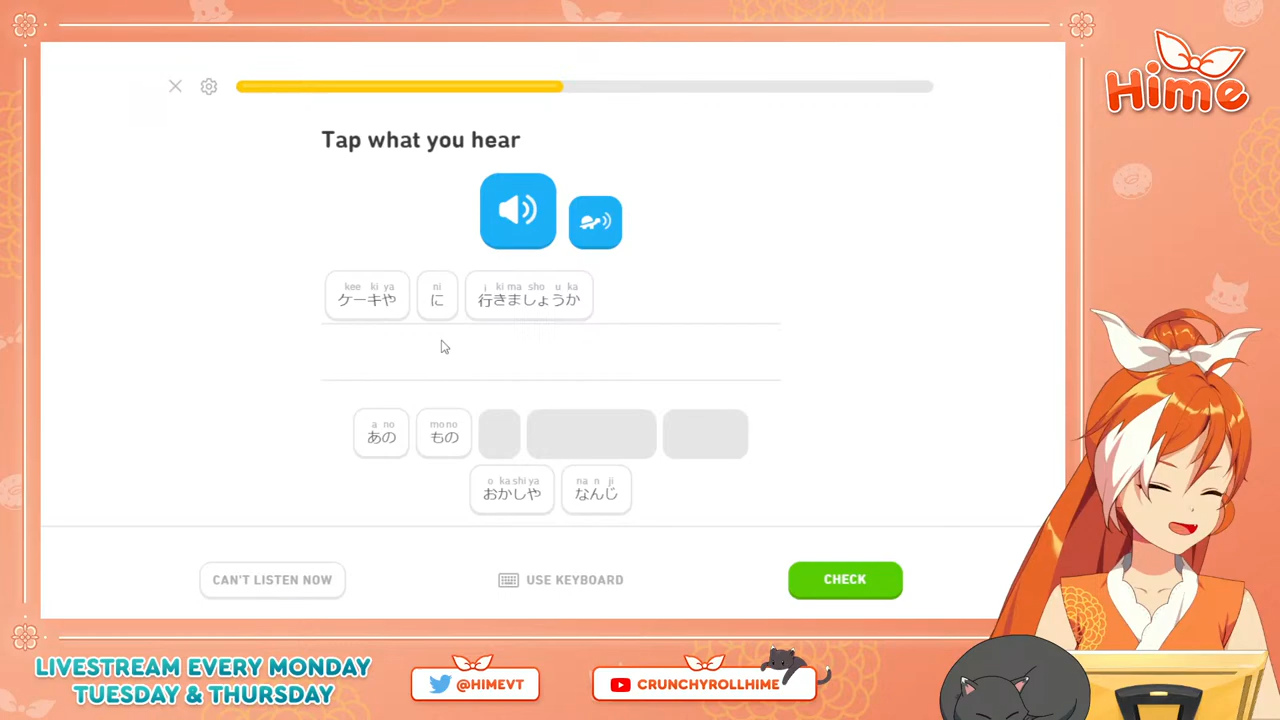 Hime
Tap what you hear
kee ki ya ni i ki ma sho u ka
ケーキや に 行きましょうか
a no mo no
あの もの
o ka shi ya na n ji
おかしや なんじ
CAN'T LISTEN NOW USE KEYBOARD CHECK
LIVESTREAM EVERY MONDAY
TUESDAY & THURSDAY
@HIMEVT CRUNCHYROLLHIME